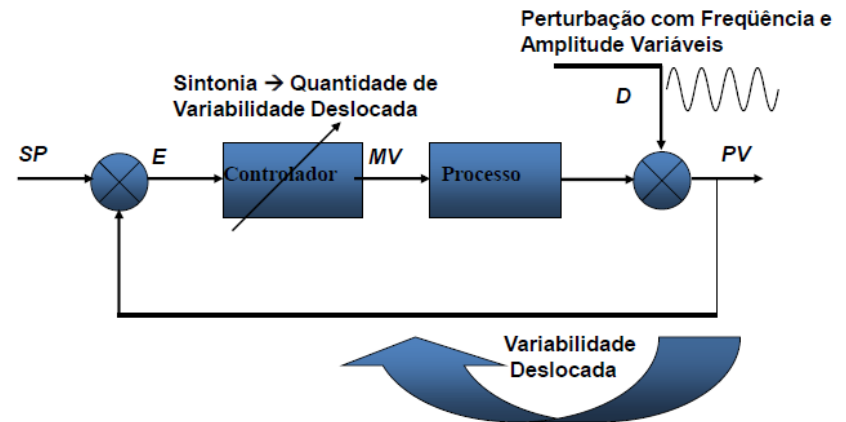 Perturbação com Freqüência e
Amplitude Variáveis
Sintonia → Quantidade de
Variabilidade Deslocada
D
SP
E
Controlador
MV
Processo
PV
Variabilidade
Deslocada